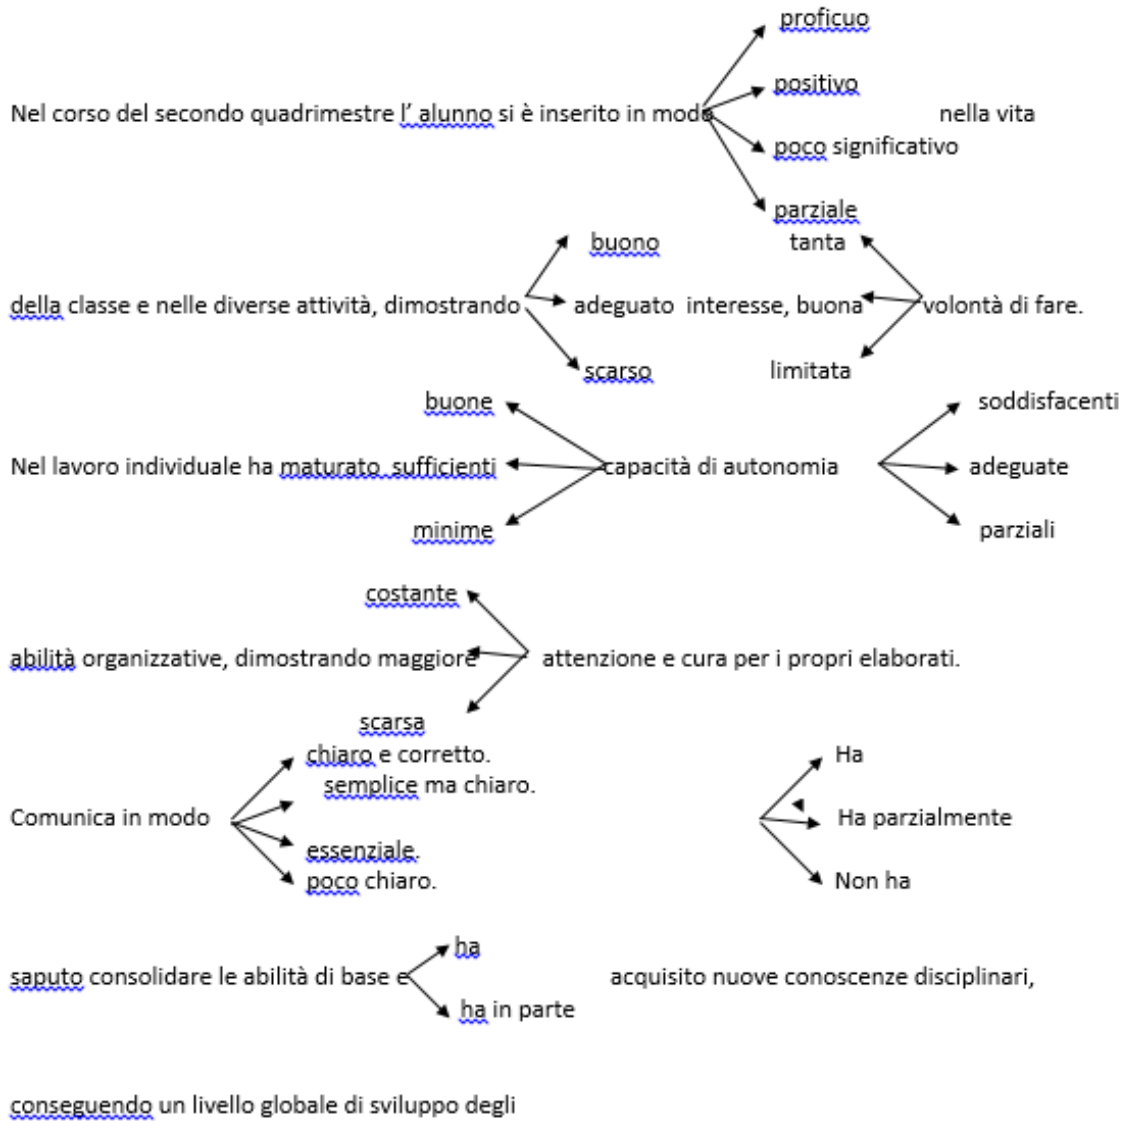 proficuo
positivo
Nel corso del secondo quadrimestre l’ alunno si è inserito in modo nella vita
poco significativo
parziale
buono tanta
della classe e nelle diverse attività, dimostrando adeguato interesse, buona volontà di fare.
scarso limitata
buone soddisfacenti
Nel lavoro individuale ha maturato sufficienti capacità di autonomia adeguate
minime parziali
costante
abilità organizzative, dimostrando maggiore attenzione e cura per i propri elaborati.
scarsa
chiaro e corretto. Ha
semplice ma chiaro.
Comunica in modo Ha parzialmente
essenziale.
poco chiaro. Non ha
ha
saputo consolidare le abilità di base e acquisito nuove conoscenze disciplinari,
ha in parte
conseguendo un livello globale di sviluppo degli